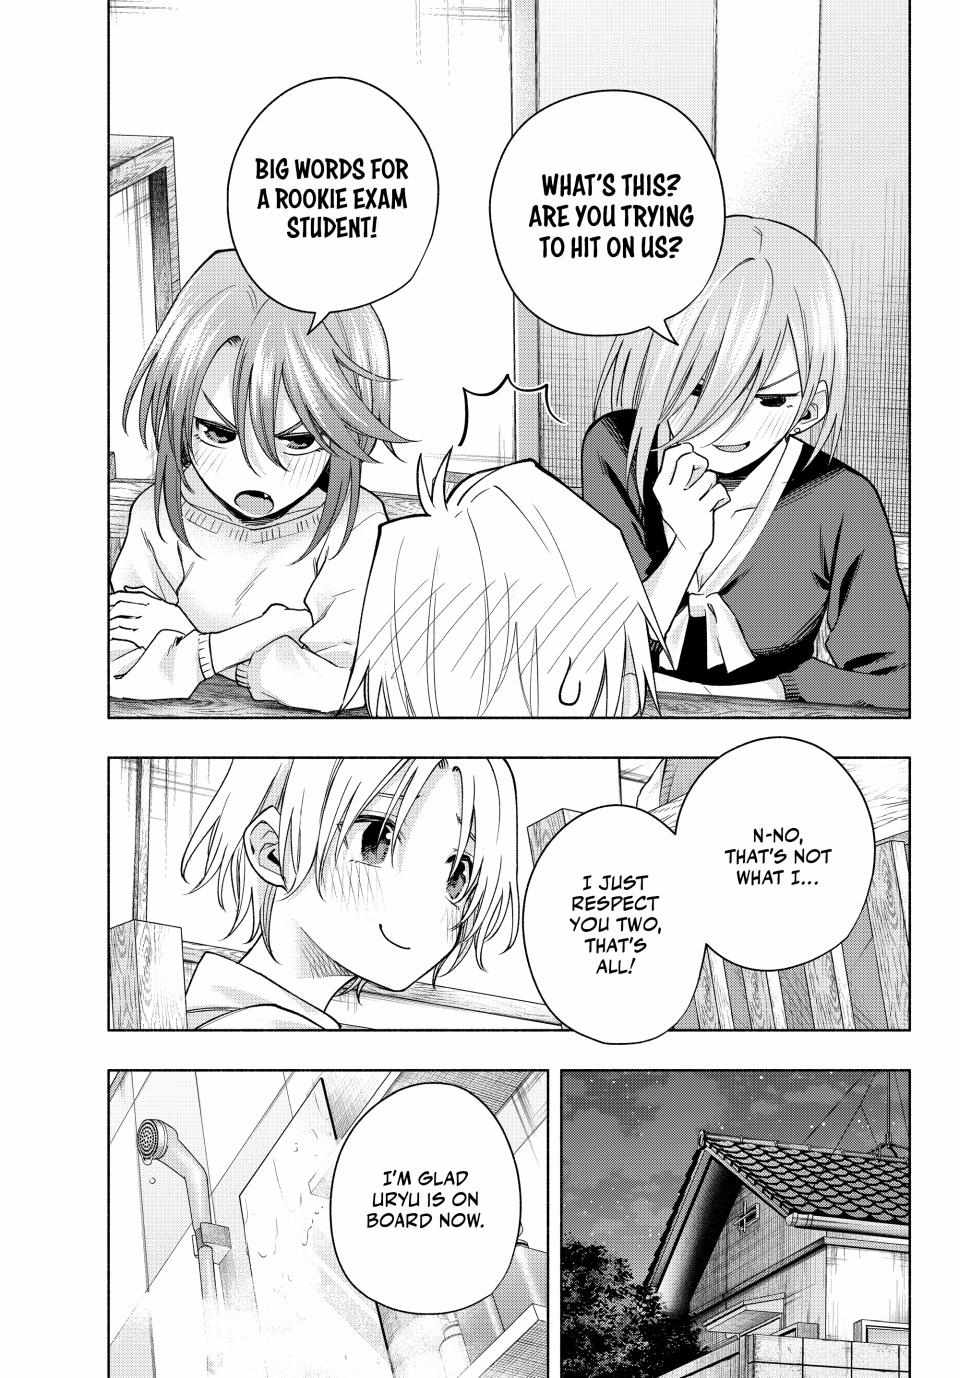 WHAT'S THIS?
ARE YOU TRYING
TO HIT ON US?
BIG WORDS FOR
A ROOKIE EXAM
STUDENT!
N-NO,
THAT'S NOT
WHAT I...
I JUST
RESPECT
YOU TWO,
THAT'S
ALL!
I'M GLAD
URYU IS ON
BOARD NOW.